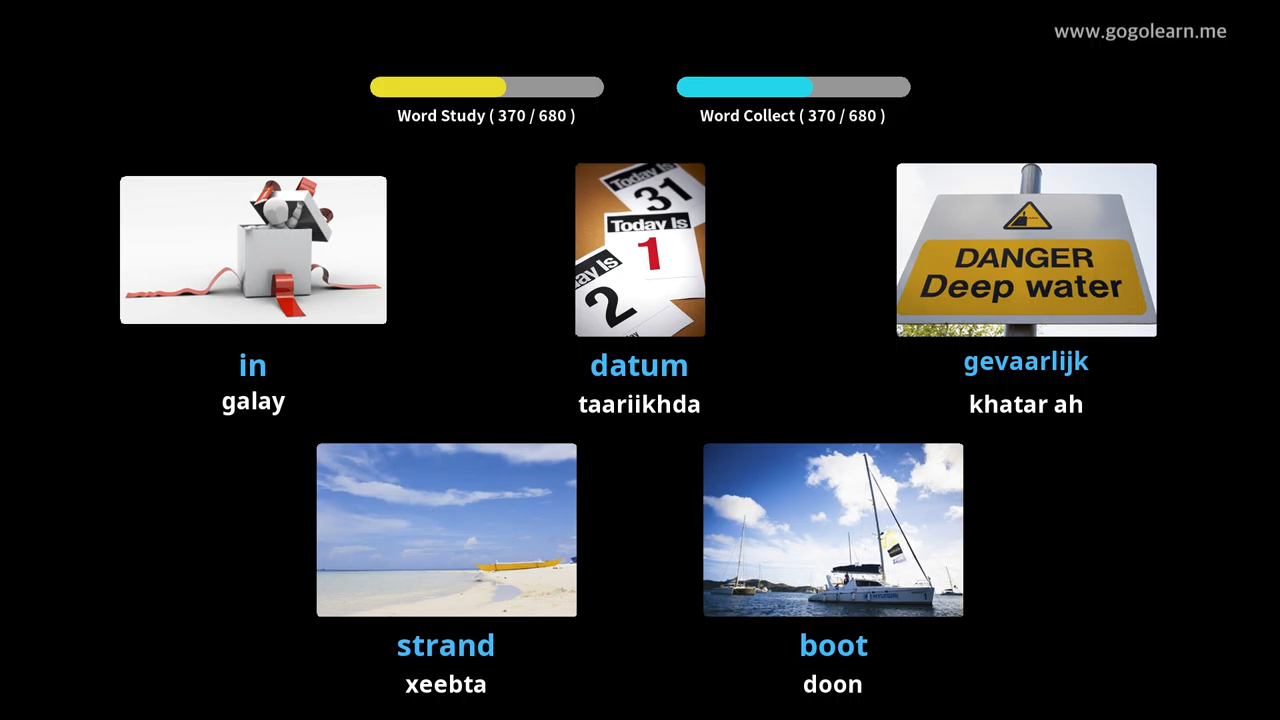 www.gogolearn.me
Word Study ( 370 / 680 )
Word Collect ( 370 / 680 )
Today Is
31
Today Is
1
ay Is
2
DANGER
Deep water
in
galay
datum
taariikhda
gevaarlijk
khatar ah
strand
xeebta
boot
doon